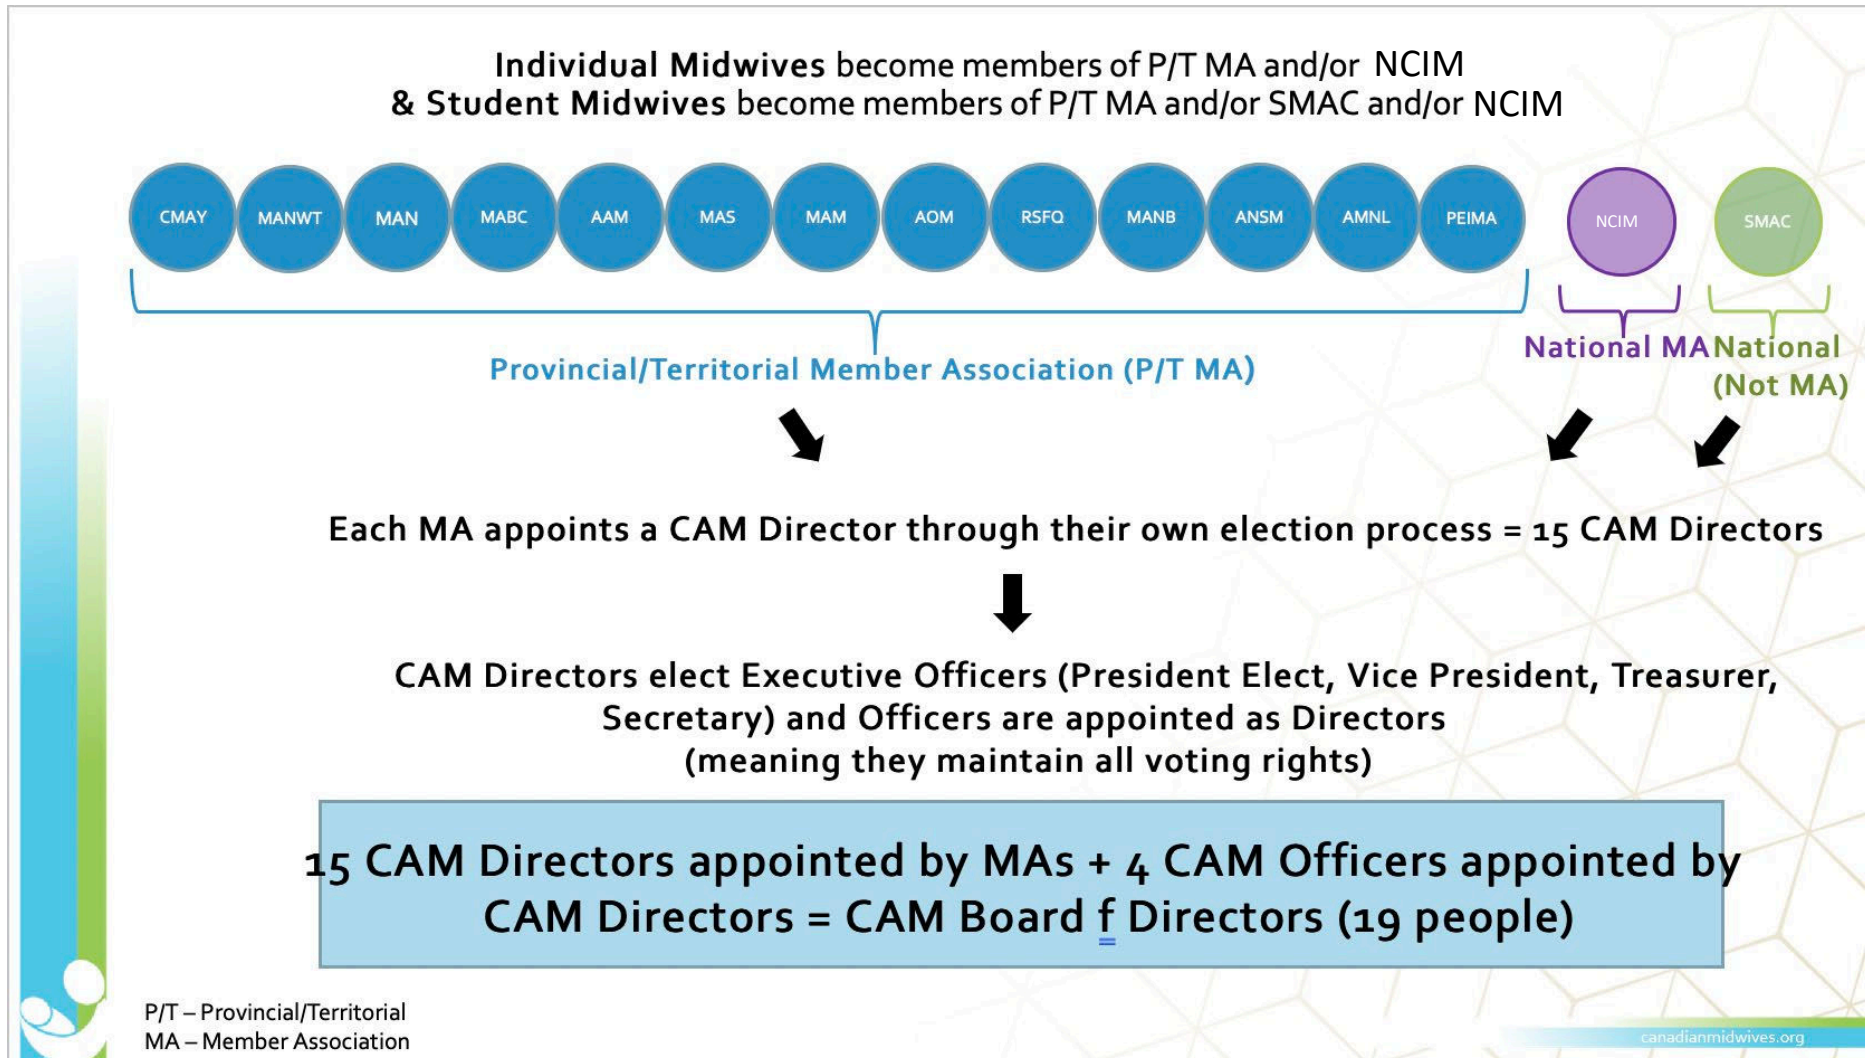 Individual Midwives become members of P/T MA and/or NCIM
& Student Midwives become members of P/T MA and/or SMAC and/or NCIM
CMAY MANWT MAN MABC AAM MAS MAM AOM RSFQ MANB ANSM AMNL PEIMA NCIM SMAC
Provincial/Territorial Member Association (P/T MA)
National MA
National
(Not MA)
Each MA appoints a CAM Director through their own election process = 15 CAM Directors
CAM Directors elect Executive Officers (President Elect, Vice President, Treasurer,
Secretary) and Officers are appointed as Directors
(meaning they maintain all voting rights)
15 CAM Directors appointed by MAs + 4 CAM Officers appointed by
CAM Directors = CAM Board f Directors (19 people)
P/T – Provincial/Territorial
MA – Member Association
canadianmidwives.org